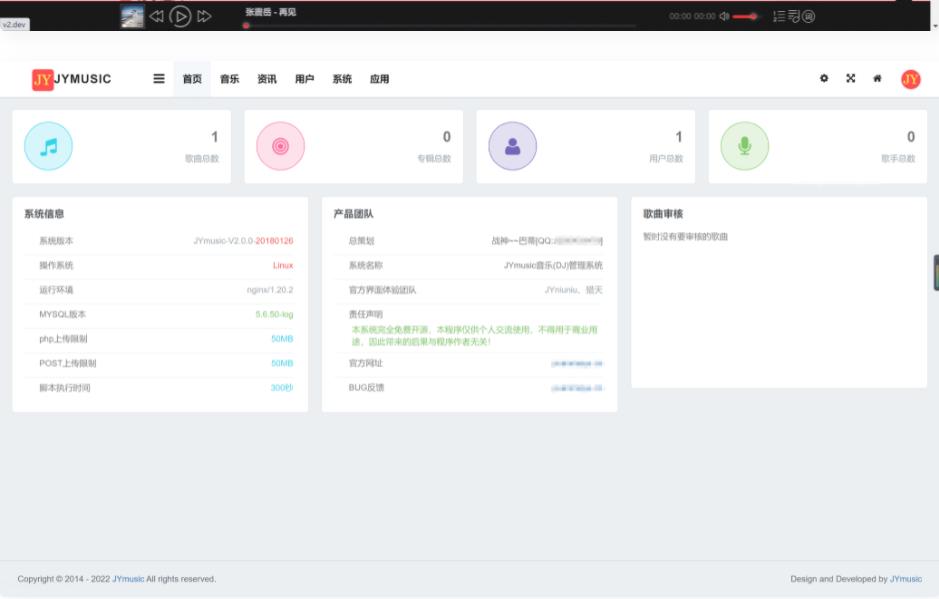 张震岳 - 再见
00:00 00:00
v2.dev
JY JYMUSIC
首页 音乐 资讯 用户 系统 应用
JY
1
歌曲总数
0
专辑总数
1
用户总数
0
歌手总数
系统信息
系统版本 JYmusic-V2.0.0-20180126
操作系统 Linux
运行环境 nginx/1.20.2
MYSQL版本 5.6.50-log
php上传限制 50MB
POST上传限制 50MB
脚本执行时间 300秒
产品团队
总策划 战神~~巴蒂[QQ:
系统名称 JYmusic音乐(DJ)管理系统
官方界面体验团队 JYniuniu、猎天
责任声明
本系统完全免费开源，本程序仅供个人交流使用，不得用于商业用
途，因此带来的后果与程序作者无关！
官方网址
BUG反馈
歌曲审核
暂时没有要审核的歌曲
Copyright © 2014 - 2022 JYmusic All rights reserved.
Design and Developed by JYmusic